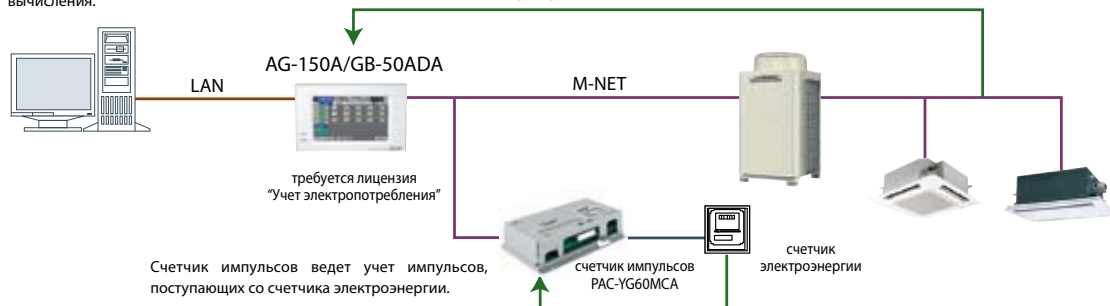 вычисления.
AG-150A/GB-50ADA
LAN
M-NET
требуется лицензия
"Учет электропотребления"
Счетчик импульсов ведет учет импульсов,
поступающих со счетчика электроэнергии.
счетчик импульсов
PAC-YG60MCA
счетчик
электроэнергии